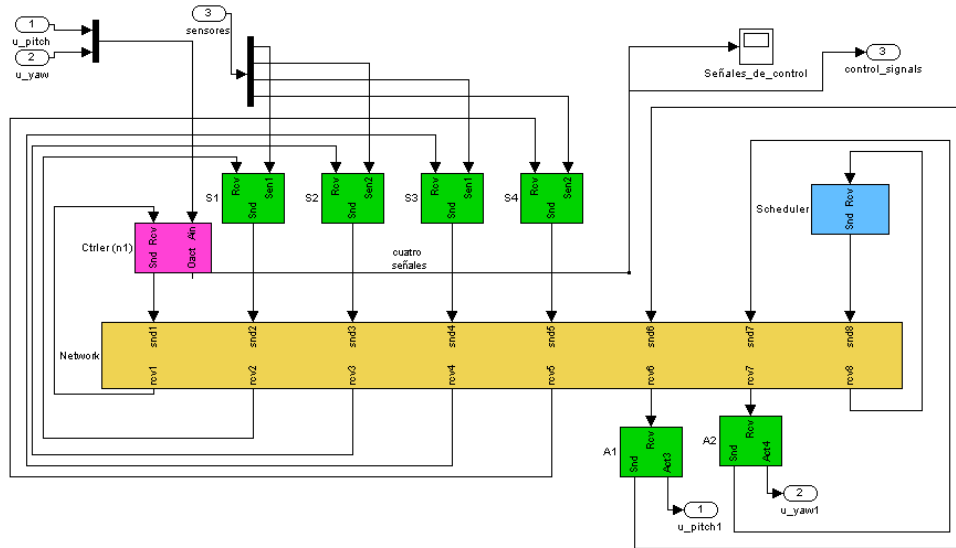 1
u_pitch
2
u_yaw
3
sensores
Señales_de_control
3
control_signals
Rcv
Sen1
Snd
S1
Rcv
Sen2
Snd
S2
Rcv
Sen1
Snd
S3
Rcv
Sen2
Snd
S4
Scheduler
Rcv
Snd
Ctrler (n1)
Rcv
Ain
Snd
Oact
cuatro
señales
Network
snd1
snd2
snd3
snd4
snd5
snd6
snd7
snd8
rcv1
rcv2
rcv3
rcv4
rcv5
rcv6
rcv7
rcv8
A1
Rcv
Snd
Act3
A2
Rcv
Snd
Act4
1
u_pitch1
2
u_yaw1